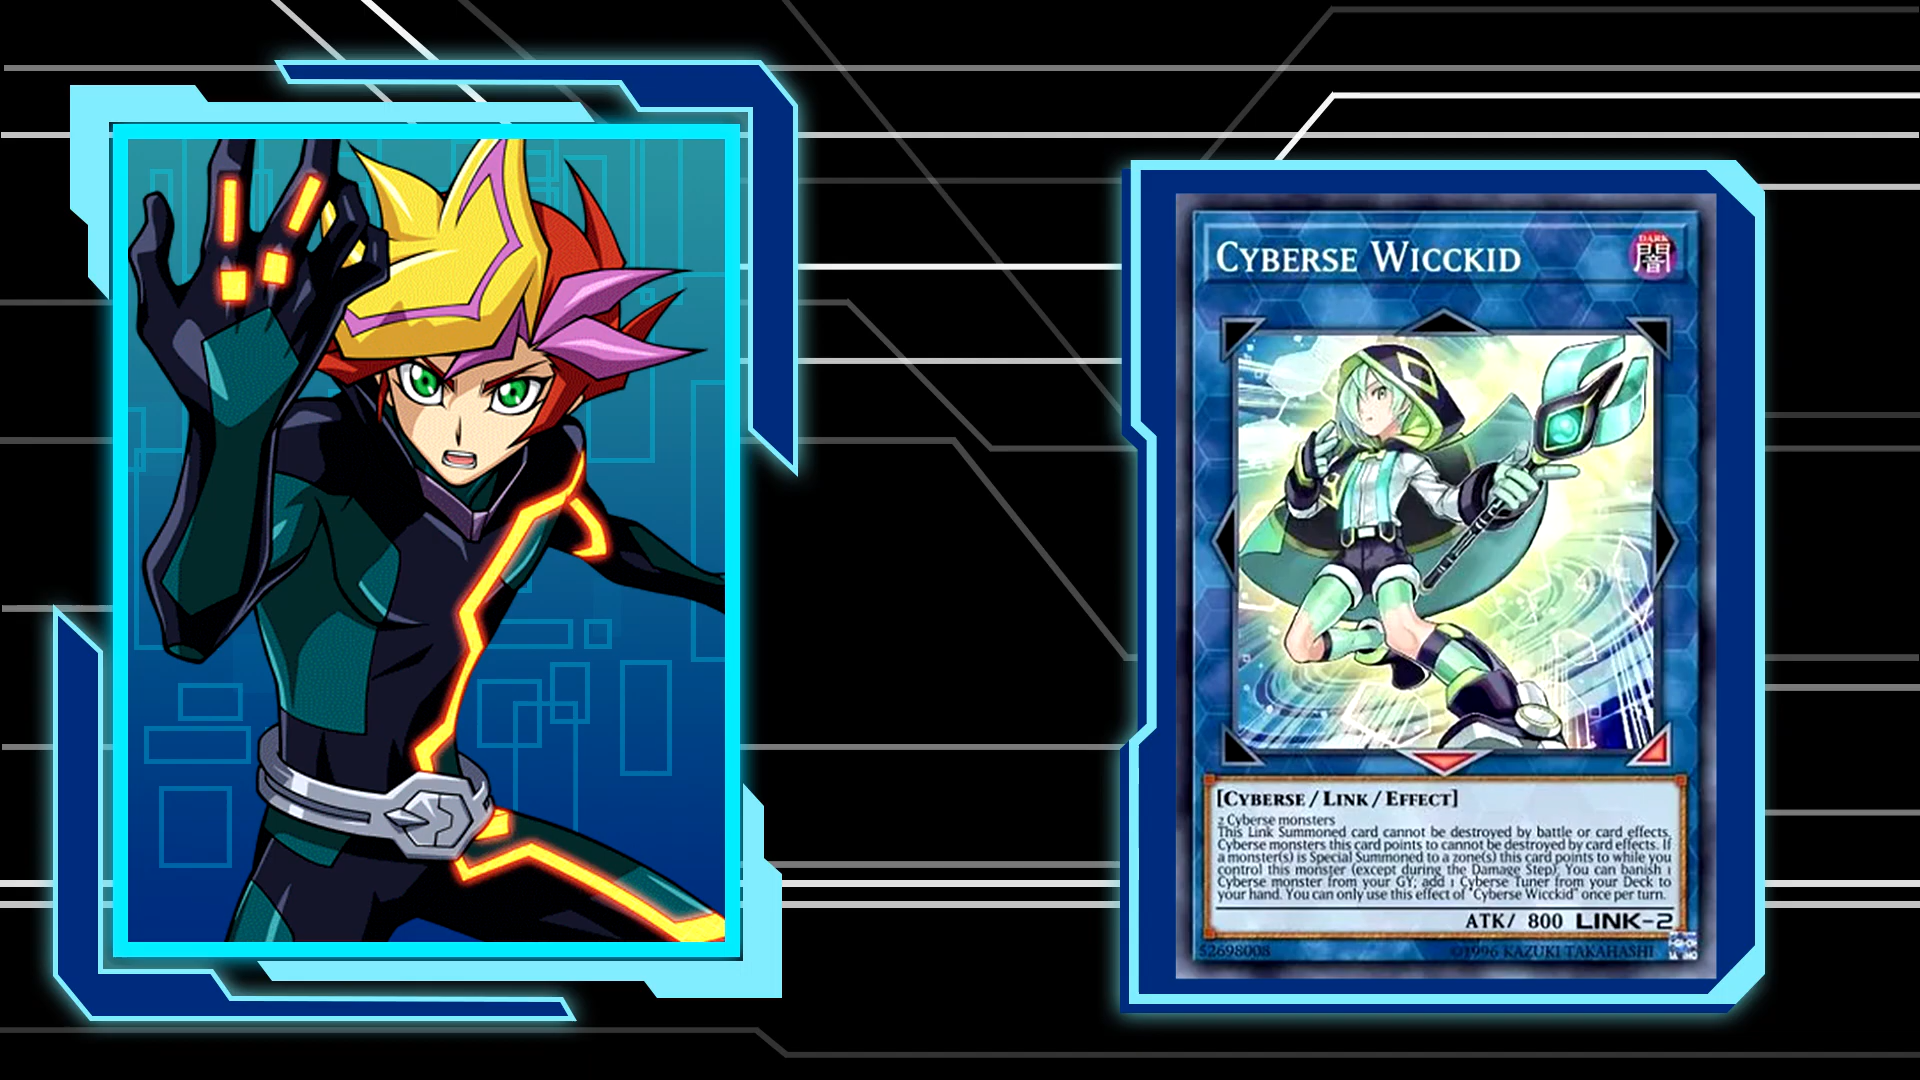 CYBERSE WICCKID
DARK
闇
[CYBERSE / LINK / EFFECT]
2 Cyberse monsters
This Link Summoned card cannot be destroyed by battle or card effects.
Cyberse monsters this card points to cannot be destroyed by card effects. If
a monster(s) is Special Summoned to a zone(s) this card points to while you
control this monster (except during the Damage Step): You can banish 1
Cyberse monster from your GY; add 1 Cyberse Tuner from your Deck to
your hand. You can only use this effect of "Cyberse Wicckid" once per turn.
ATK/ 800 LINK-2
52698008 ©1996 KAZUKI TAKAHASHI